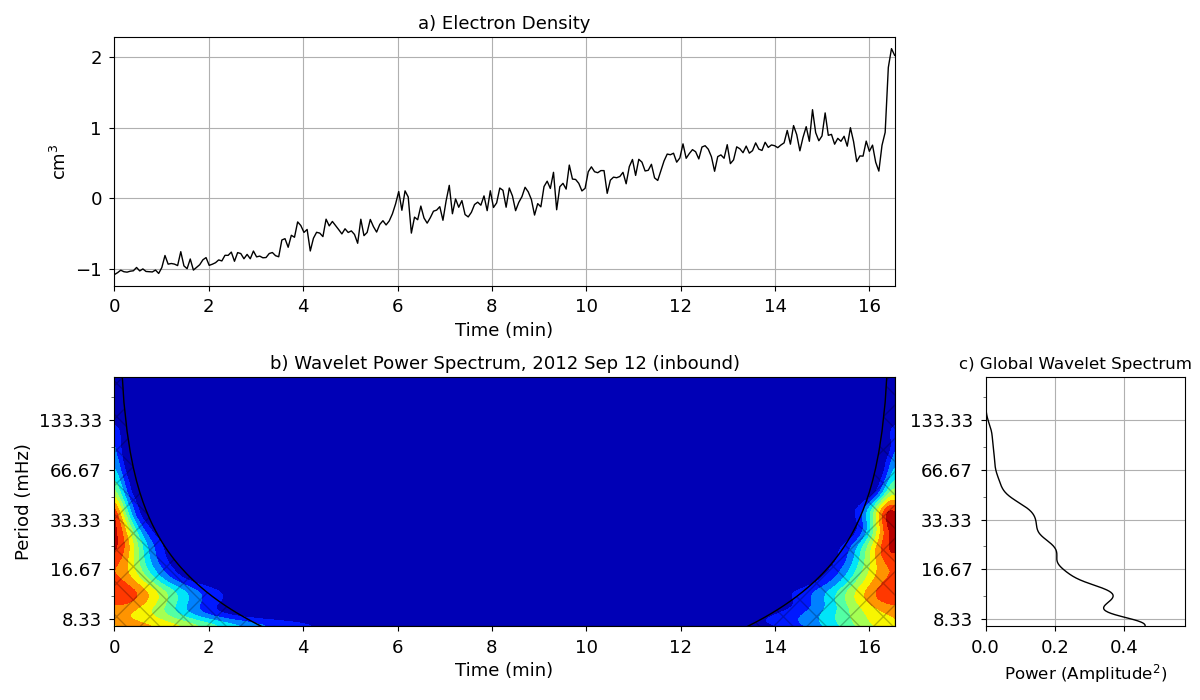 a) Electron Density
cm³
2
1
0
−1
0 2 4 6 8 10 12 14 16
Time (min)
b) Wavelet Power Spectrum, 2012 Sep 12 (inbound)
Period (mHz)
133.33
66.67
33.33
16.67
8.33
0 2 4 6 8 10 12 14 16
Time (min)
c) Global Wavelet Spectrum
133.33
66.67
33.33
16.67
8.33
0.0 0.2 0.4
Power (Amplitude²)